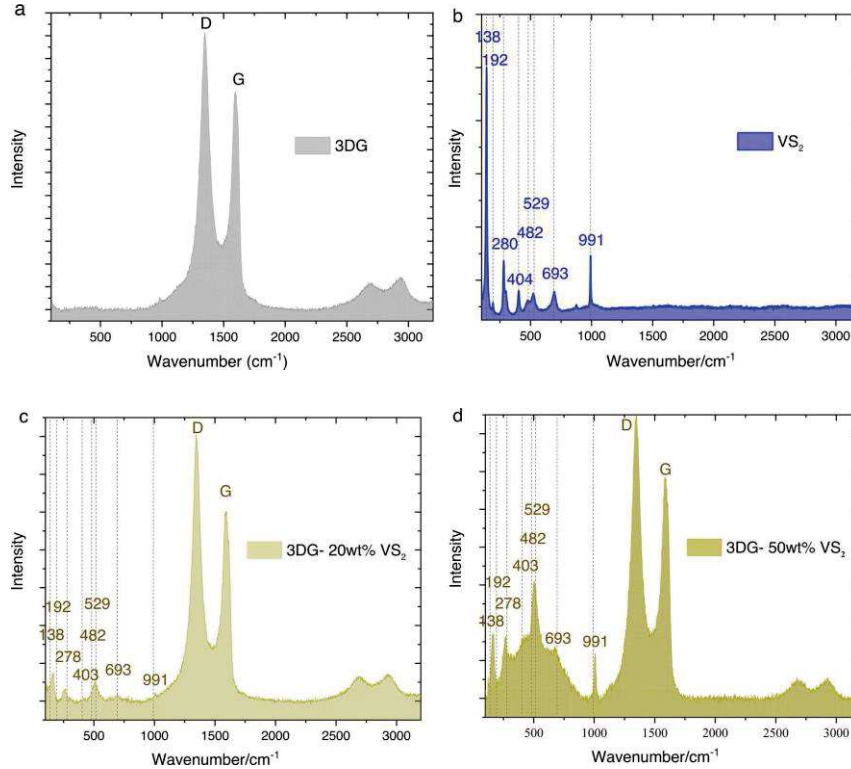 a
D
G
3DG
Intensity
500 1000 1500 2000 2500 3000
Wavenumber (cm⁻¹)
b
138
192
529
482
280
404
693
991
VS₂
Intensity
500 1000 1500 2000 2500 3000
Wavenumber/cm⁻¹
c
D
G
3DG- 20wt% VS₂
192
529
138
482
278
403
693
991
Intensity
500 1000 1500 2000 2500 3000
Wavenumber/cm⁻¹
d
D
G
529
482
403
192
278
138
693
991
3DG- 50wt% VS₂
Intensity
500 1000 1500 2000 2500 3000
Wavenumber/cm⁻¹